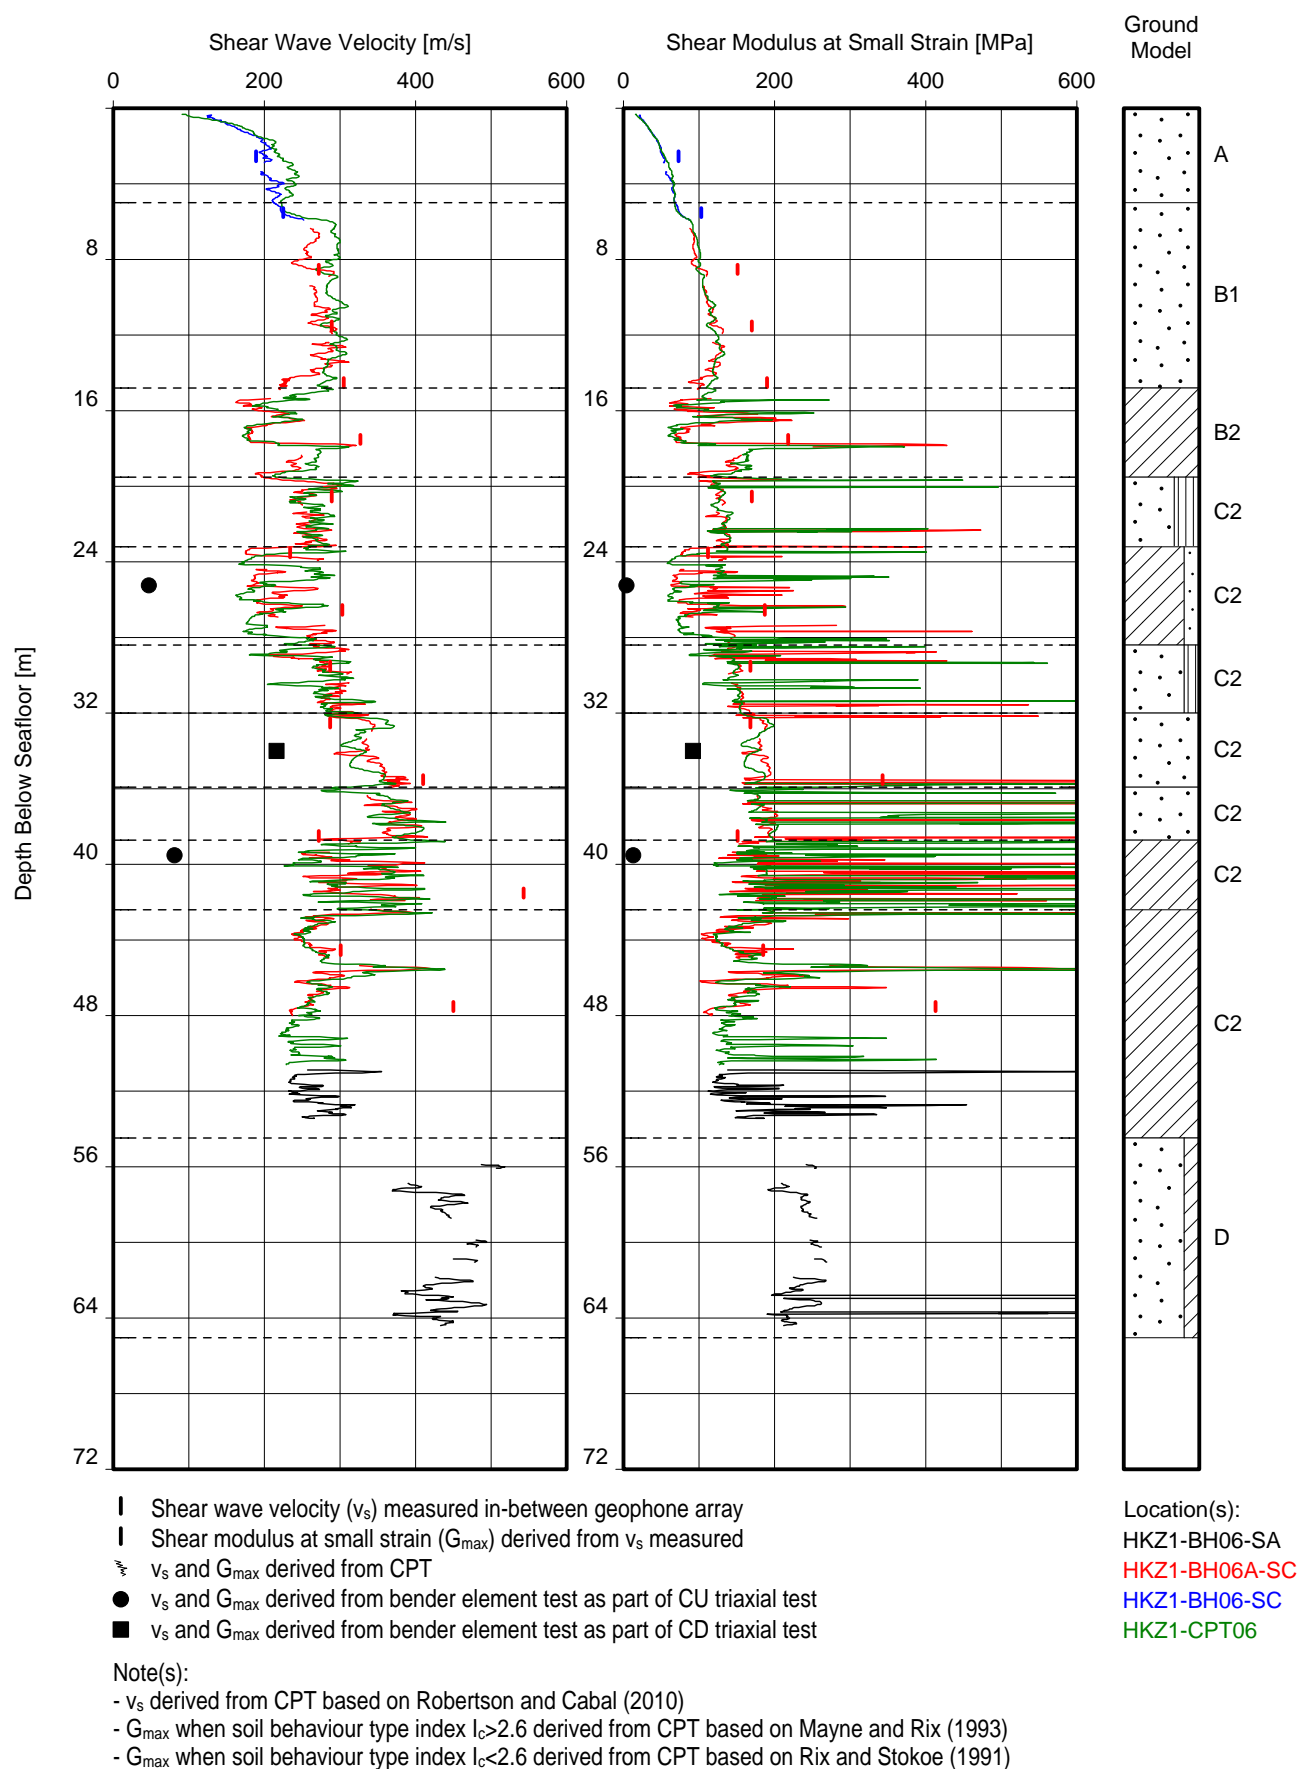 Ground
Shear Wave Velocity [m/s] Shear Modulus at Small Strain [MPa] Model
0 200 400 600 0 200 400 600
A
8 8
B1
16 16
B2
C2
24 24
C2
Depth Below Seafloor [m]
C2
32 32
C2
C2
40 40
C2
48 48
C2
56 56
D
64 64
72 72
Shear wave velocity (vs) measured in-between geophone array
Shear modulus at small strain (Gmax) derived from vs measured
vs and Gmax derived from CPT
vs and Gmax derived from bender element test as part of CU triaxial test
vs and Gmax derived from bender element test as part of CD triaxial test
Location(s):
HKZ1-BH06-SA
HKZ1-BH06A-SC
HKZ1-BH06-SC
HKZ1-CPT06
Note(s):
- vs derived from CPT based on Robertson and Cabal (2010)
- Gmax when soil behaviour type index Ic>2.6 derived from CPT based on Mayne and Rix (1993)
- Gmax when soil behaviour type index Ic<2.6 derived from CPT based on Rix and Stokoe (1991)